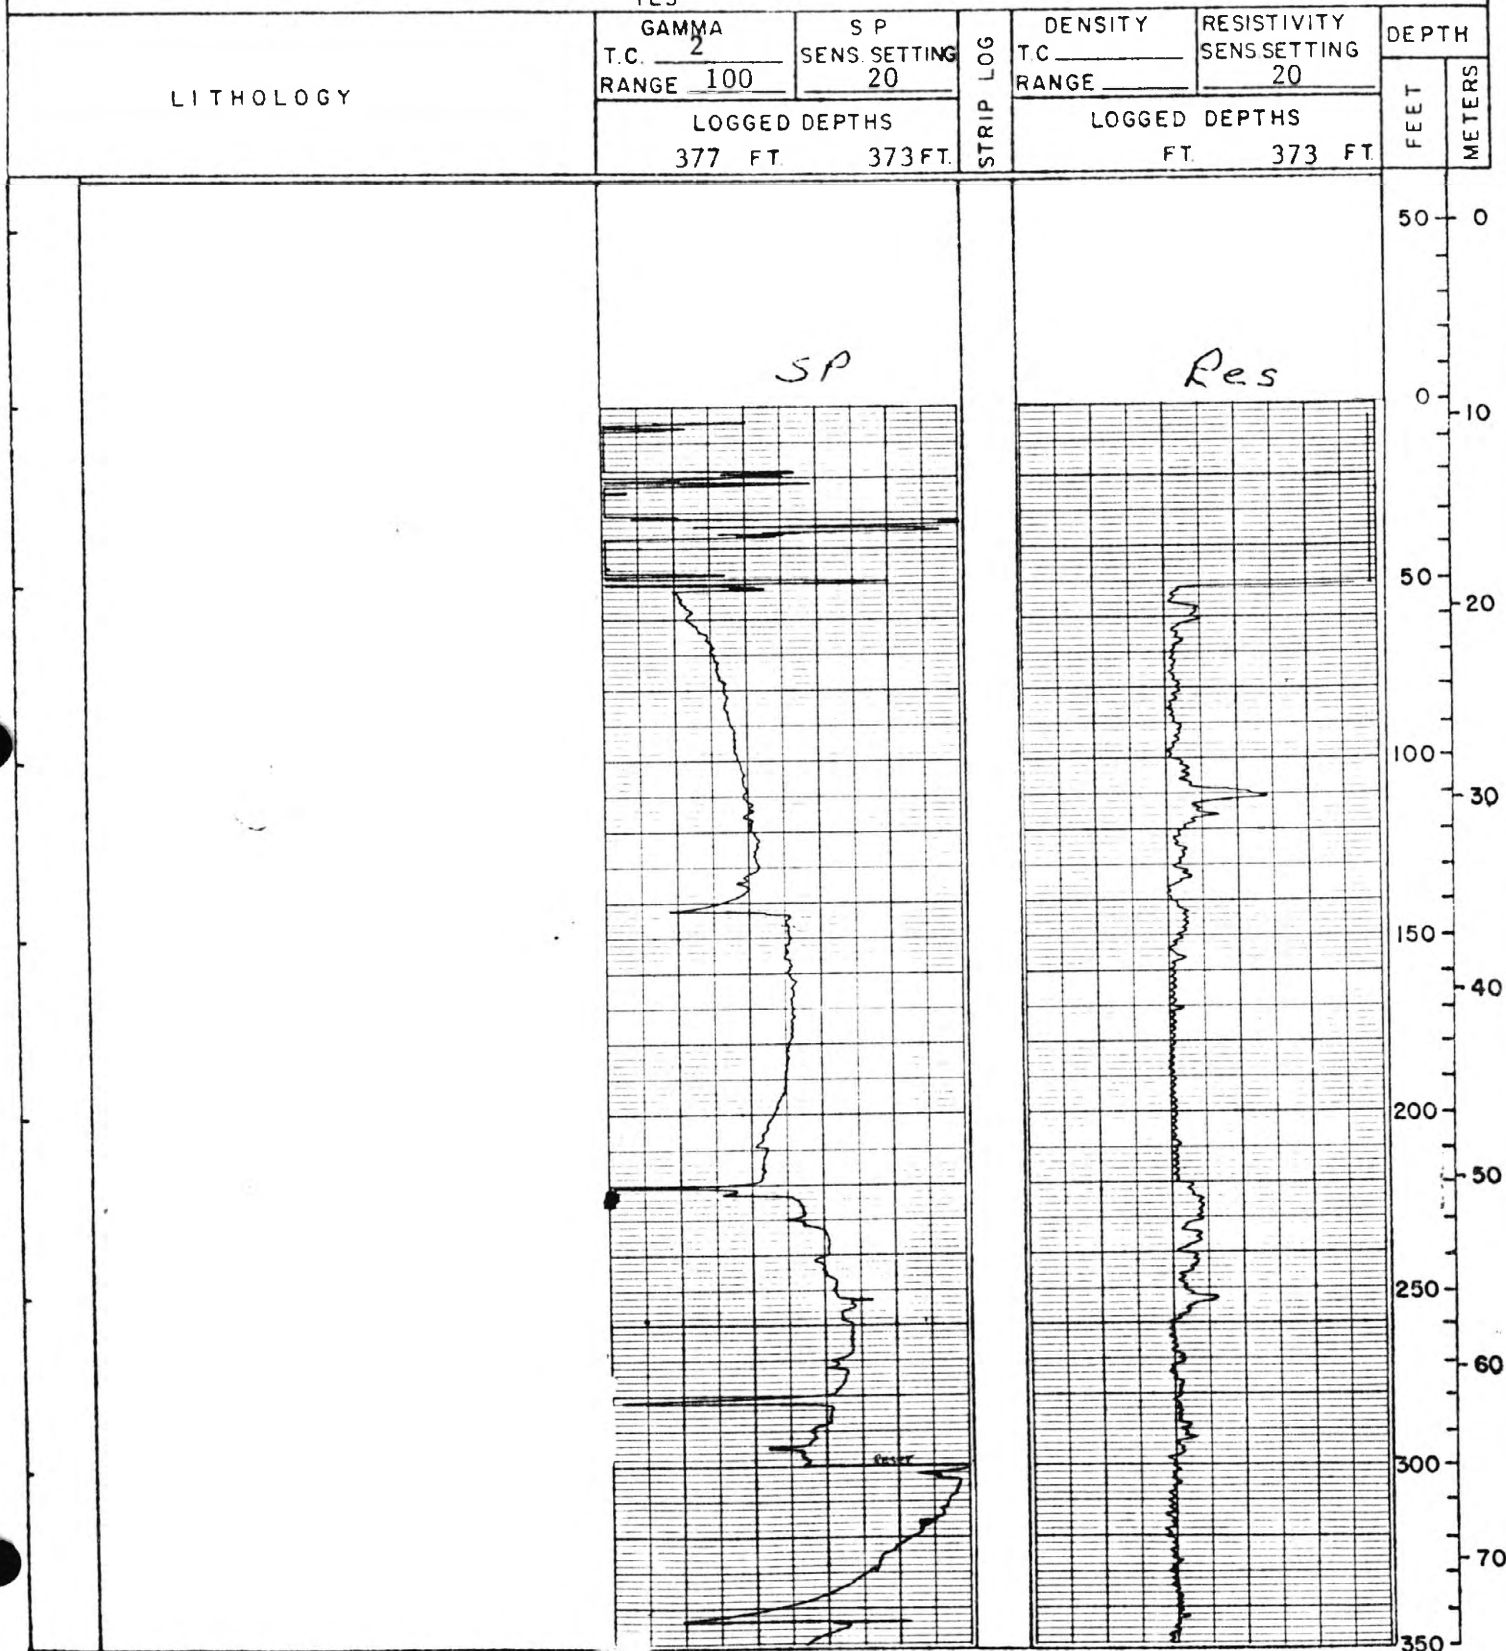 GAMMA
T.C. 2
RANGE 100
S P
SENS. SETTING
20
STRIP LOG
DENSITY
T.C
RANGE
RESISTIVITY
SENS. SETTING
20
DEPTH
FEET
METERS
LITHOLOGY
LOGGED DEPTHS
377 FT. 373 FT.
LOGGED DEPTHS
FT. 373 FT.
50 0
SP
Res
0
10
50
20
100
30
150
40
200
50
250
60
Reset
300
70
350